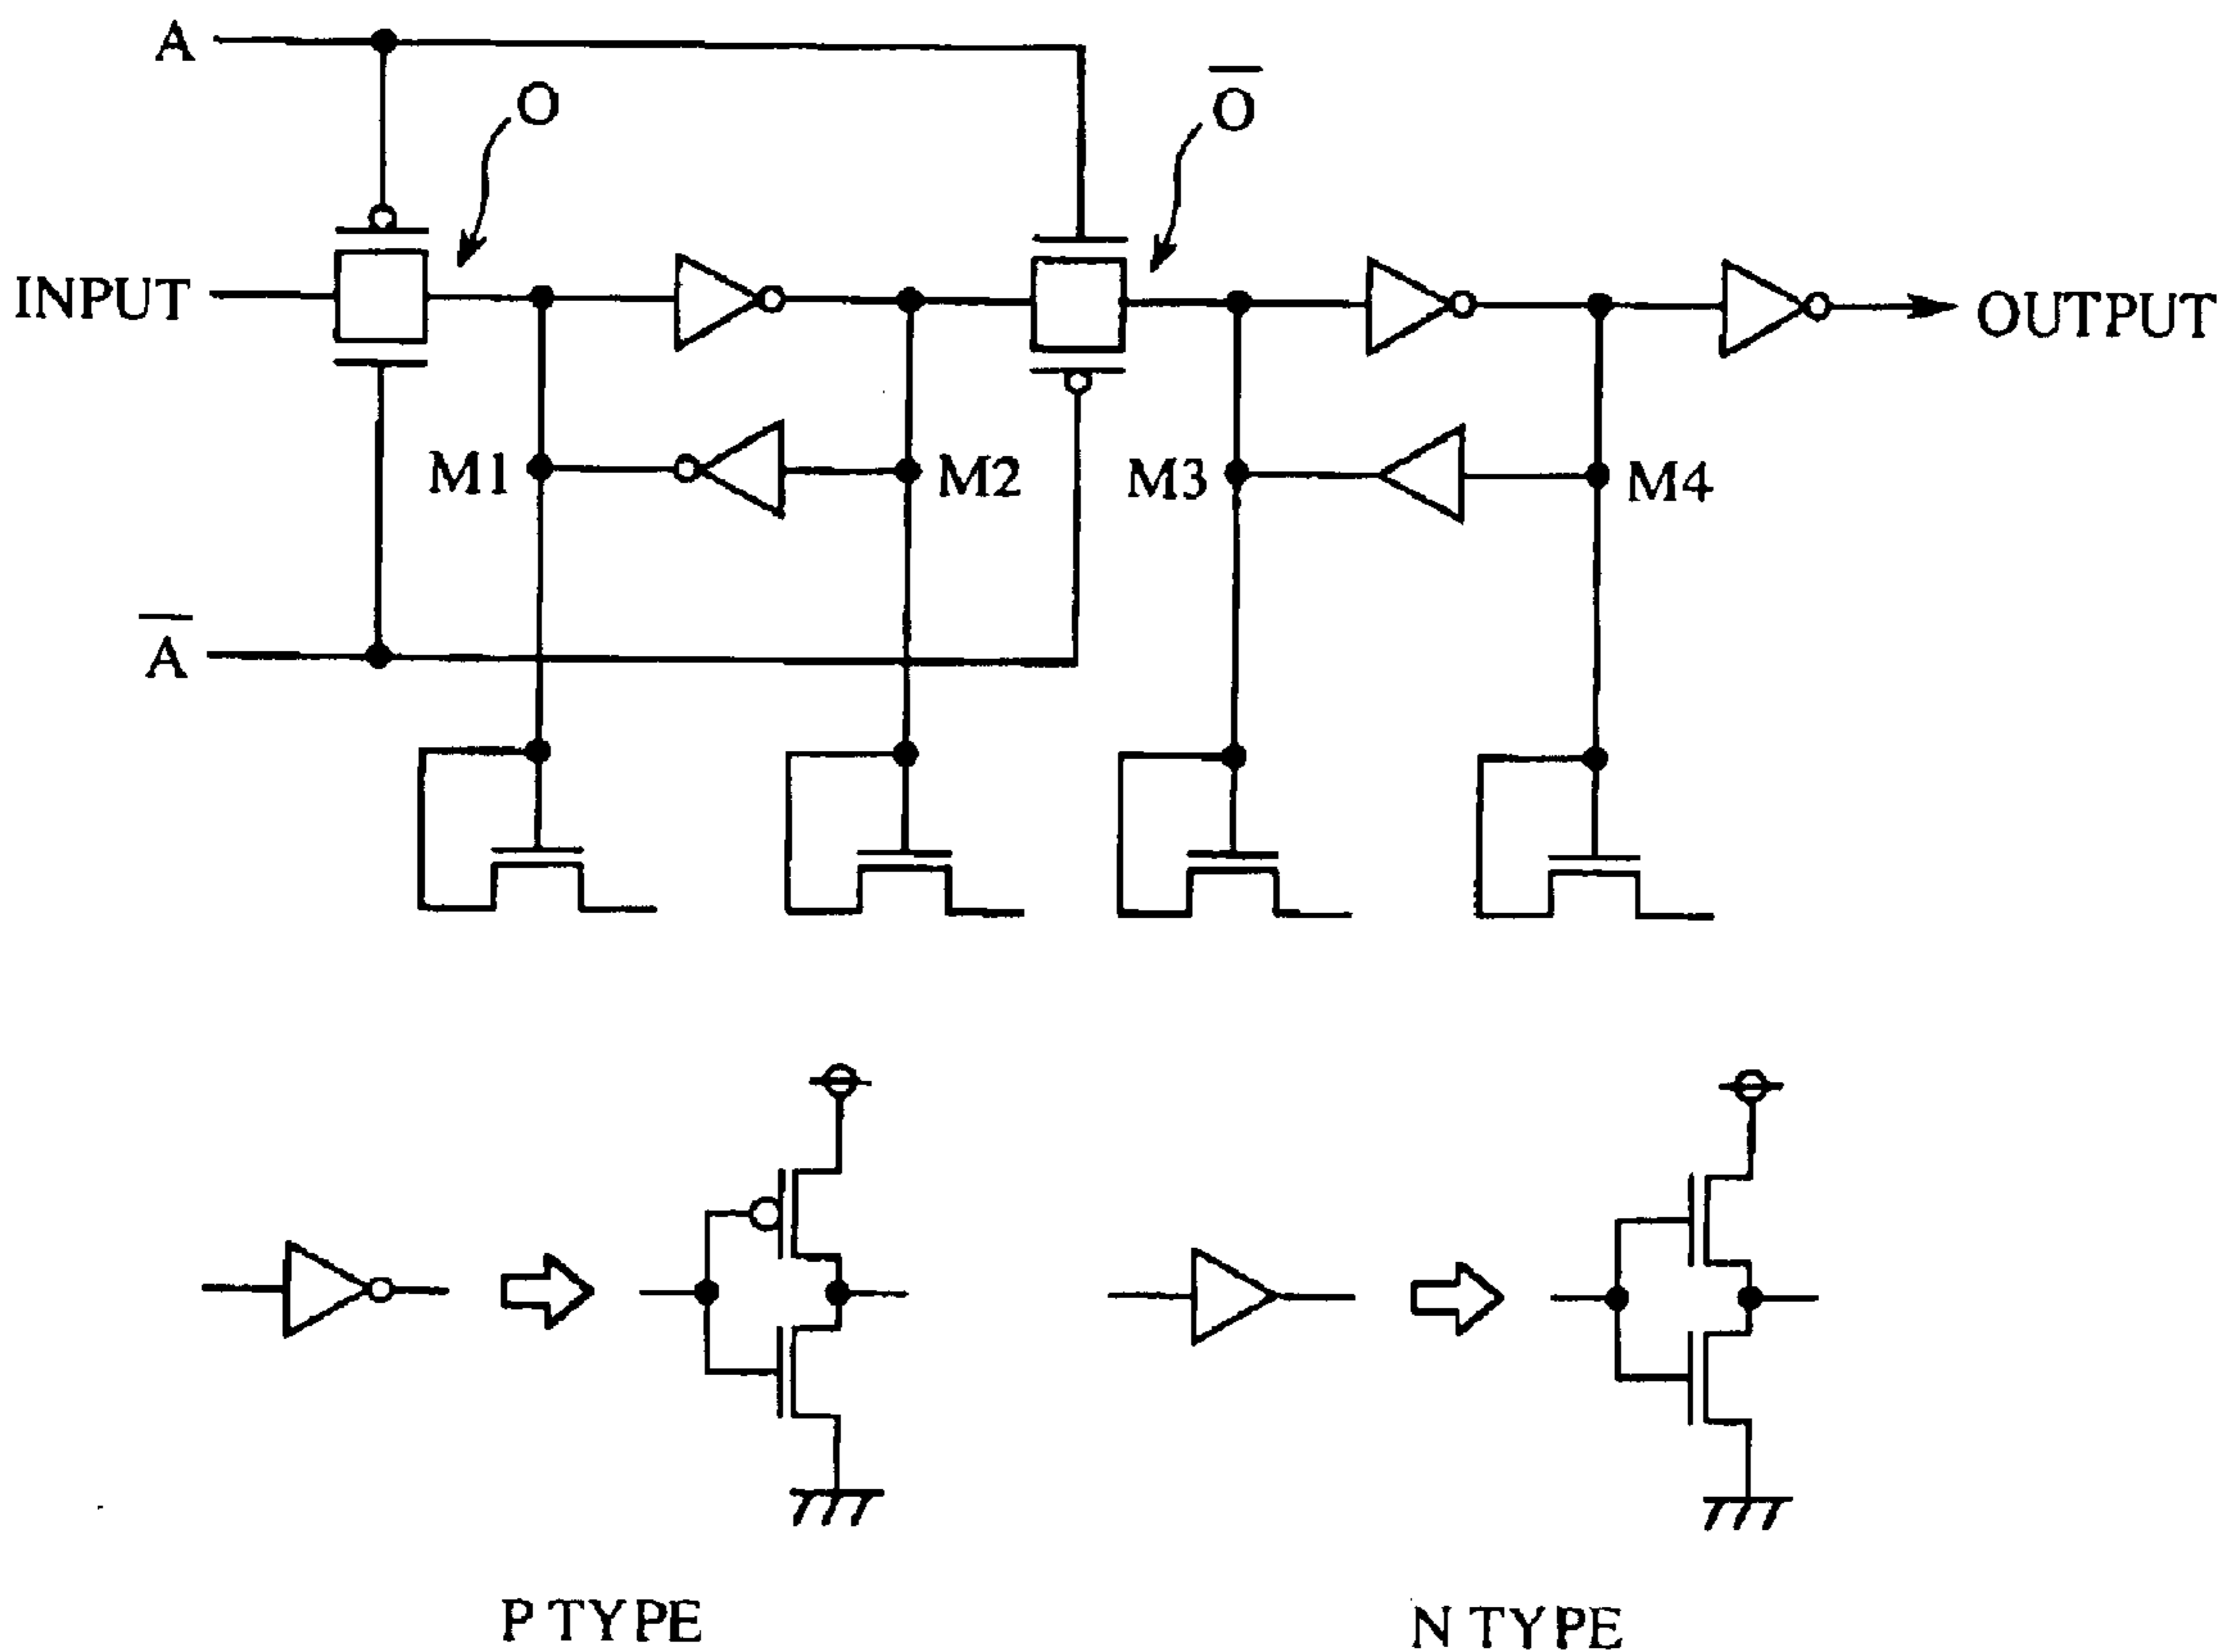 A
O
O̅
INPUT
OUTPUT
M1
M2
M3
M4
A̅
P TYPE
N TYPE